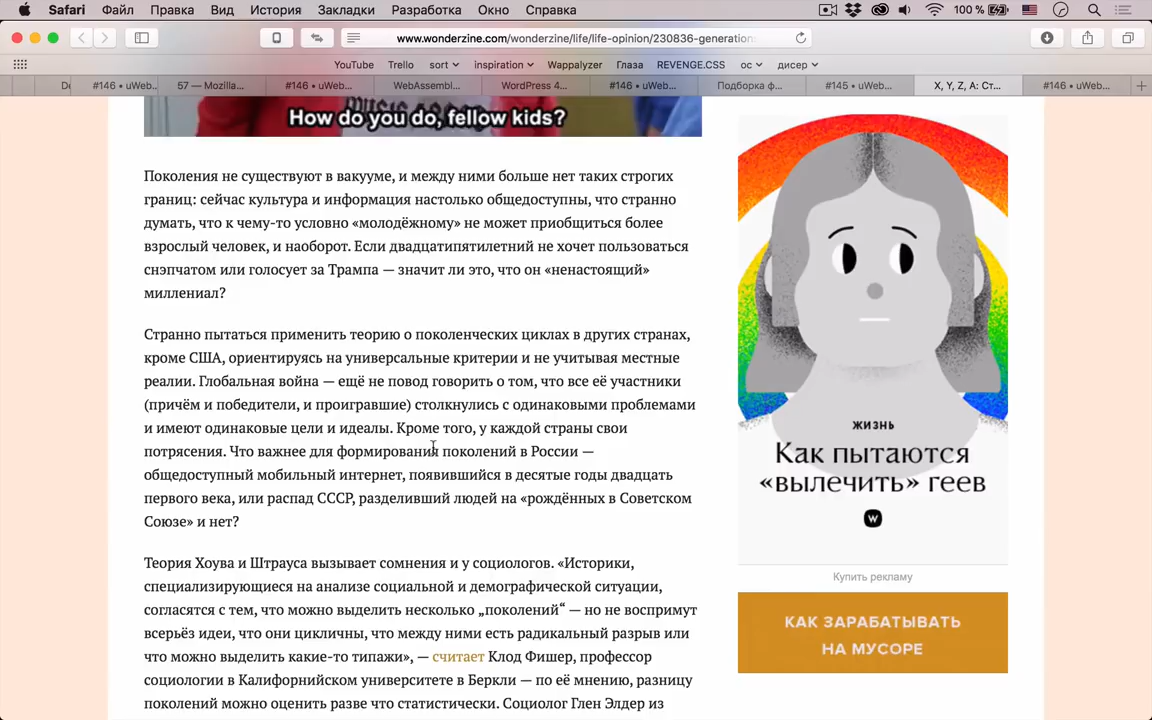 Safari Файл Правка Вид История Закладки Разработка Окно Справка 100 %
www.wonderzine.com/wonderzine/life/life-opinion/230836-generation
YouTube Trello sort inspiration Wappalyzer Глаза REVENGE.CSS ос дисер
#146 • uWeb... 57 — Mozilla... #146 • uWeb... WebAssembl... WordPress 4... #146 • uWeb... Подборка ф... #145 • uWeb... X, Y, Z, A: Ст... #146 • uWeb...
How do you do, fellow kids?
Поколения не существуют в вакууме, и между ними больше нет таких строгих
границ: сейчас культура и информация настолько общедоступны, что странно
думать, что к чему-то условно «молодёжному» не может приобщиться более
взрослый человек, и наоборот. Если двадцатипятилетний не хочет пользоваться
снэпчатом или голосует за Трампа — значит ли это, что он «ненастоящий»
миллениал?
Странно пытаться применить теорию о поколенческих циклах в других странах,
кроме США, ориентируясь на универсальные критерии и не учитывая местные
реалии. Глобальная война — ещё не повод говорить о том, что все её участники
(причём и победители, и проигравшие) столкнулись с одинаковыми проблемами
и имеют одинаковые цели и идеалы. Кроме того, у каждой страны свои
потрясения. Что важнее для формирования поколений в России —
общедоступный мобильный интернет, появившийся в десятые годы двадцать
первого века, или распад СССР, разделивший людей на «рождённых в Советском
Союзе» и нет?
Теория Хоува и Штрауса вызывает сомнения и у социологов. «Историки,
специализирующиеся на анализе социальной и демографической ситуации,
согласятся с тем, что можно выделить несколько „поколений“ — но не воспримут
всерьёз идеи, что они цикличны, что между ними есть радикальный разрыв или
что можно выделить какие-то типажи», — считает Клод Фишер, профессор
социологии в Калифорнийском университете в Беркли — по её мнению, разницу
поколений можно оценить разве что статистически. Социолог Глен Элдер из
ЖИЗНЬ
Как пытаются
«вылечить» геев
W
Купить рекламу
КАК ЗАРАБАТЫВАТЬ
НА МУСОРЕ